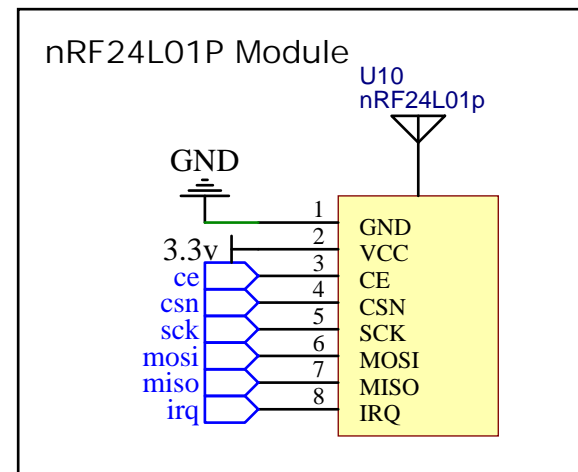 nRF24L01P Module
U10
nRF24L01p
GND
1 GND
3.3v 2 VCC
ce 3 CE
csn 4 CSN
sck 5 SCK
mosi 6 MOSI
miso 7 MISO
irq 8 IRQ